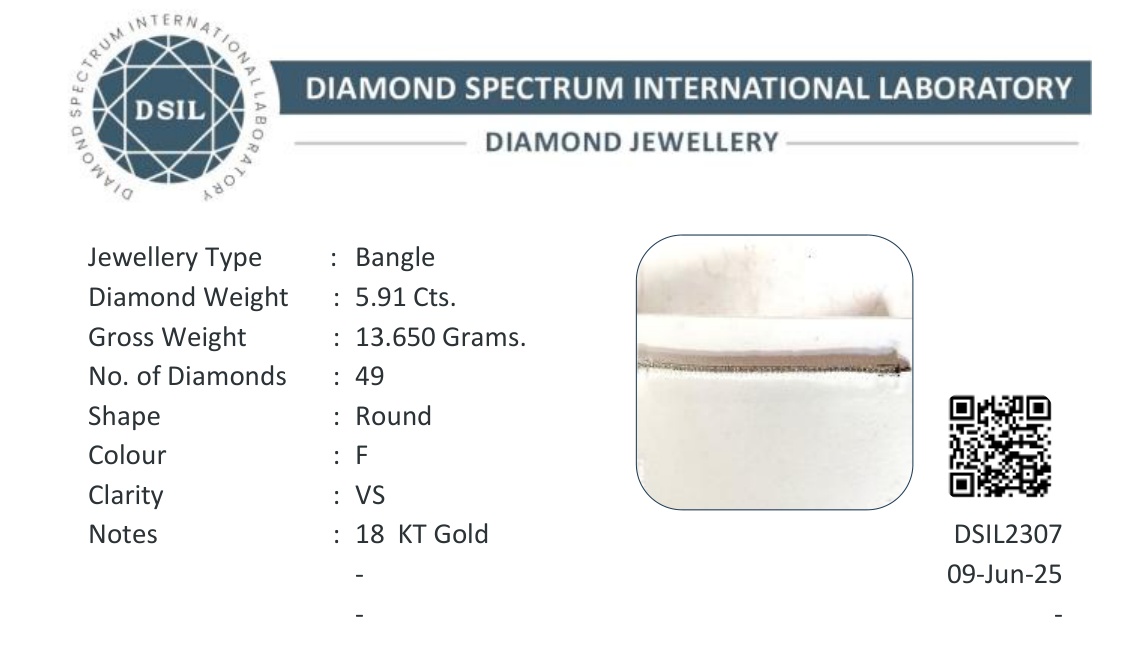 DIAMOND SPECTRUM INTERNATIONAL LABORATORY
DSIL
DIAMOND SPECTRUM INTERNATIONAL LABORATORY
DIAMOND JEWELLERY
Jewellery Type : Bangle
Diamond Weight : 5.91 Cts.
Gross Weight : 13.650 Grams.
No. of Diamonds : 49
Shape : Round
Colour : F
Clarity : VS
Notes : 18 KT Gold
-
-
DSIL2307
09-Jun-25
-